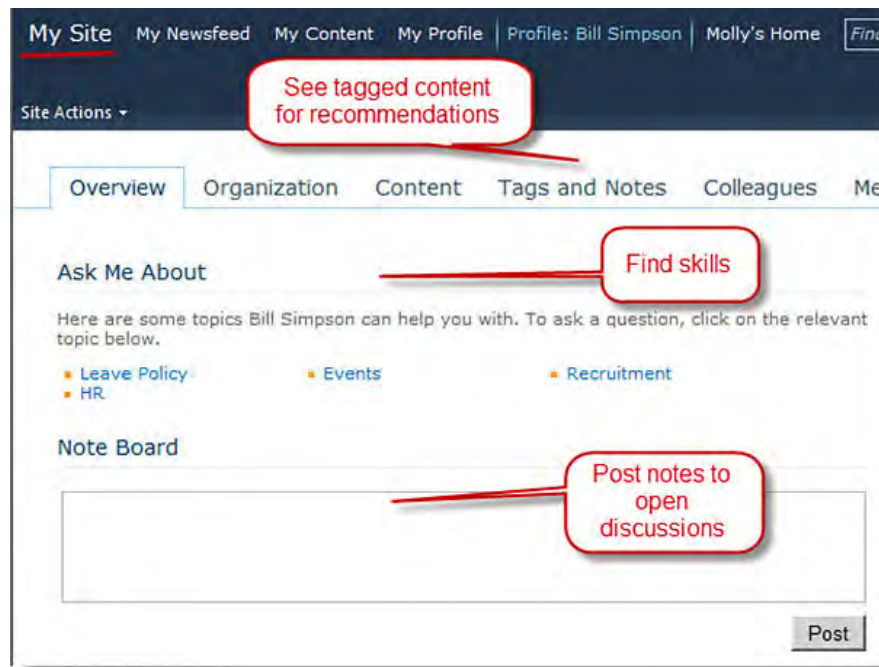 My Site My Newsfeed My Content My Profile Profile: Bill Simpson Molly's Home
See tagged content
for recommendations
Site Actions
Overview Organization Content Tags and Notes Colleagues
Find skills
Ask Me About
Here are some topics Bill Simpson can help you with. To ask a question, click on the relevant
topic below.
Leave Policy Events Recruitment
HR
Note Board
Post notes to
open
discussions
Post